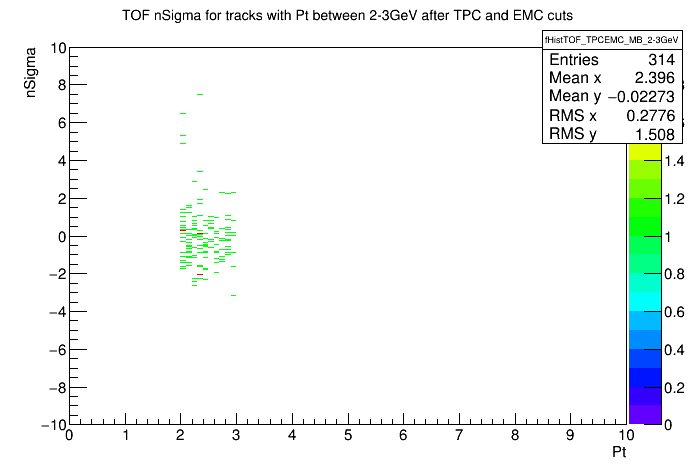 TOF nSigma for tracks with Pt between 2-3GeV after TPC and EMC cuts
fHistTOF_TPCEMC_MB_2-3GeV
Entries 314
Mean x 2.396
Mean y −0.02273
RMS x 0.2776
RMS y 1.508
nSigma
10
8
6
4
2
0
−2
−4
−6
−8
−10
0 1 2 3 4 5 6 7 8 9 10
Pt
1.4
1.2
1
0.8
0.6
0.4
0.2
0